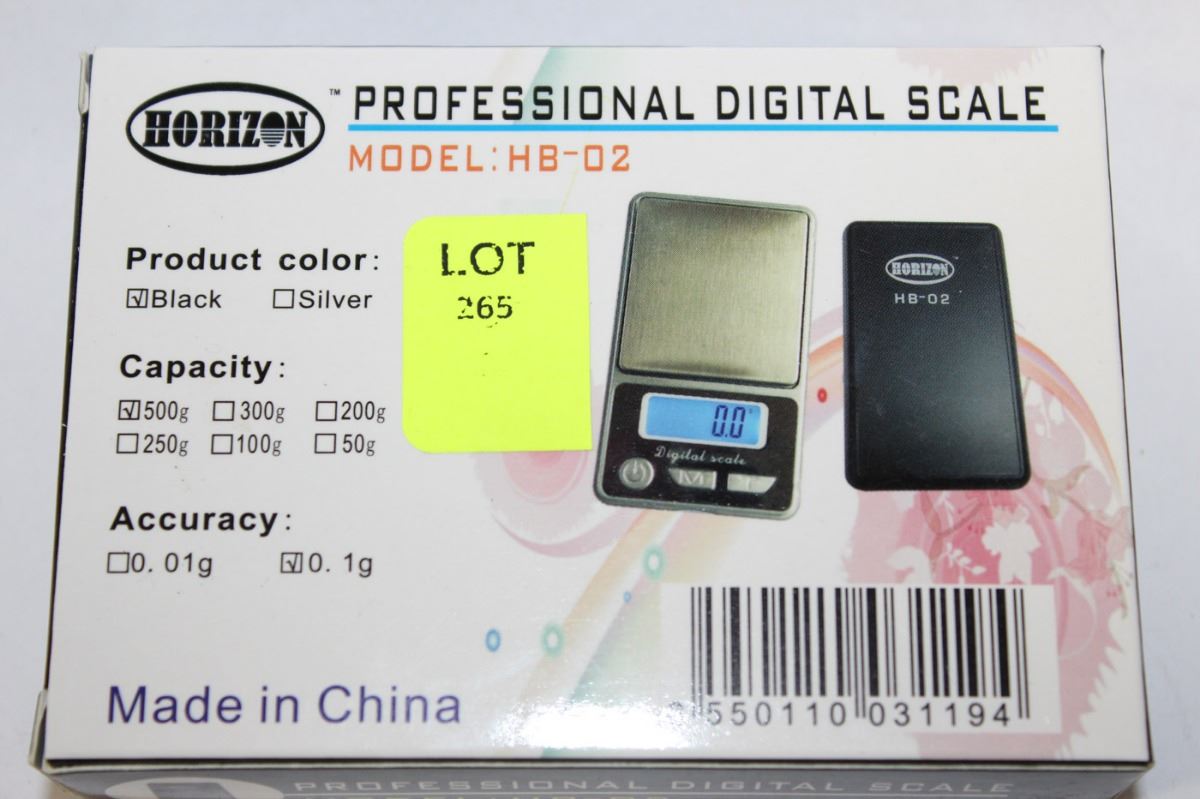 HORIZON ™ PROFESSIONAL DIGITAL SCALE
MODEL:HB-02
Product color:
☑Black ☐Silver
Capacity:
☑500g ☐300g ☐200g
☐250g ☐100g ☐50g
Accuracy:
☐0.01g ☑0.1g
LOT
265
0.0
Digital scale
M T
HORIZON
HB-02
550110 031194
Made in China
PROFESSIONAL DIGITAL SCALE